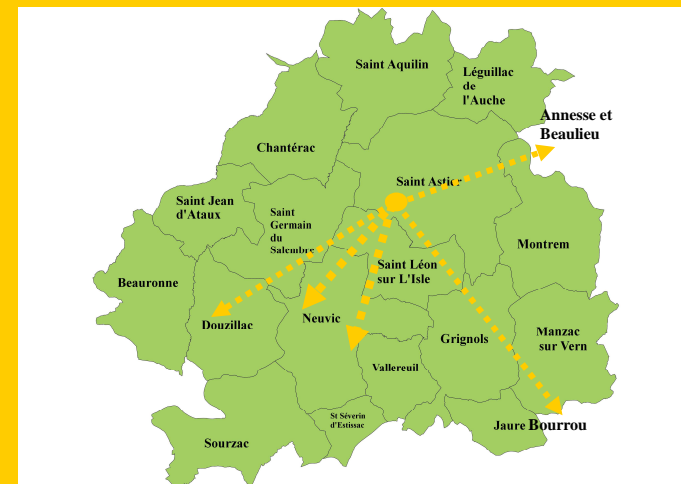 Saint Aquilin
Léguillac
de
l'Auche
Annesse et
Beaulieu
Chantérac
Saint Astier
Saint Jean
d'Ataux
Saint
Germain
du
Salembre
Montrem
Saint Léon
sur L'Isle
Beauronne
Douzillac
Neuvic
Grignols
Manzac
sur Vern
Vallereuil
St Séverin
d'Estissac
Jaure Bourrou
Sourzac